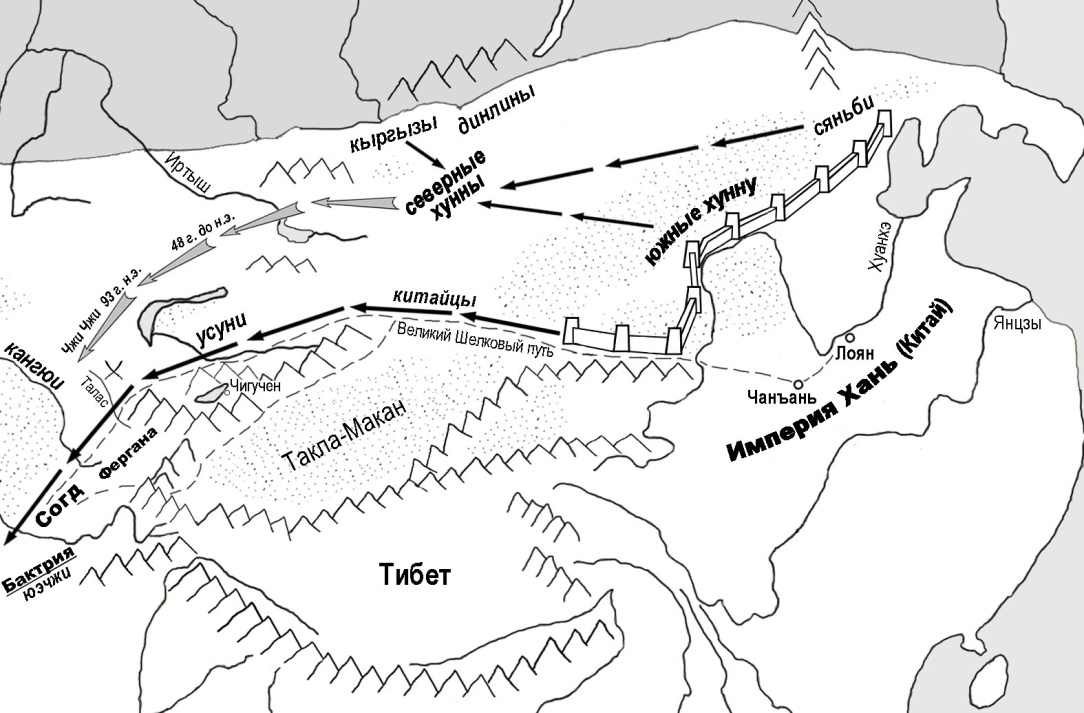 динлины
кыргызы
сяньби
Иртыш
северные
хунны
южные хунну
48 г. до н.э.
Хуанхэ
Чжи Чжи 93 г. н.э.
китайцы
усуни
Великий Шелковый путь
Янцзы
кангюи
Лоян
Талас
Чигучен
Чанъань
Империя Хань (Китай)
Такла-Макан
Фергана
Согд
Бактрия
юэчжи
Тибет